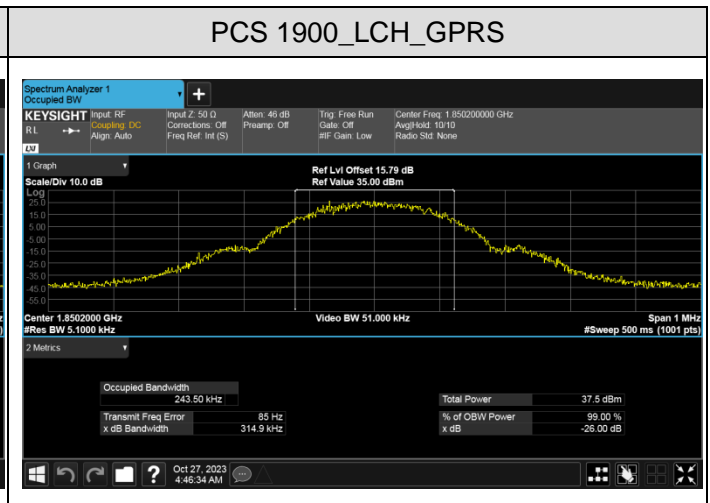 PCS 1900_LCH_GPRS
Spectrum Analyzer 1
Occupied BW
+
KEYSIGHT Input: RF Input Z: 50 Ω Atten: 46 dB Trig: Free Run Center Freq: 1.850200000 GHz
R L Coupling: DC Corrections: Off Preamp: Off Gate: Off Avg|Hold: 10/10
Align: Auto Freq Ref: Int (S) #IF Gain: Low Radio Std: None
LXI
1 Graph Ref Lvl Offset 15.79 dB
Scale/Div 10.0 dB Ref Value 35.00 dBm
Log
25.0
15.0
5.00
-5.00
-15.0
-25.0
-35.0
-45.0
-55.0
Center 1.8502000 GHz Video BW 51.000 kHz Span 1 MHz
#Res BW 5.1000 kHz #Sweep 500 ms (1001 pts)
2 Metrics
Occupied Bandwidth
243.50 kHz Total Power 37.5 dBm
Transmit Freq Error 85 Hz % of OBW Power 99.00 %
x dB Bandwidth 314.9 kHz x dB -26.00 dB
? Oct 27, 2023
4:46:34 AM